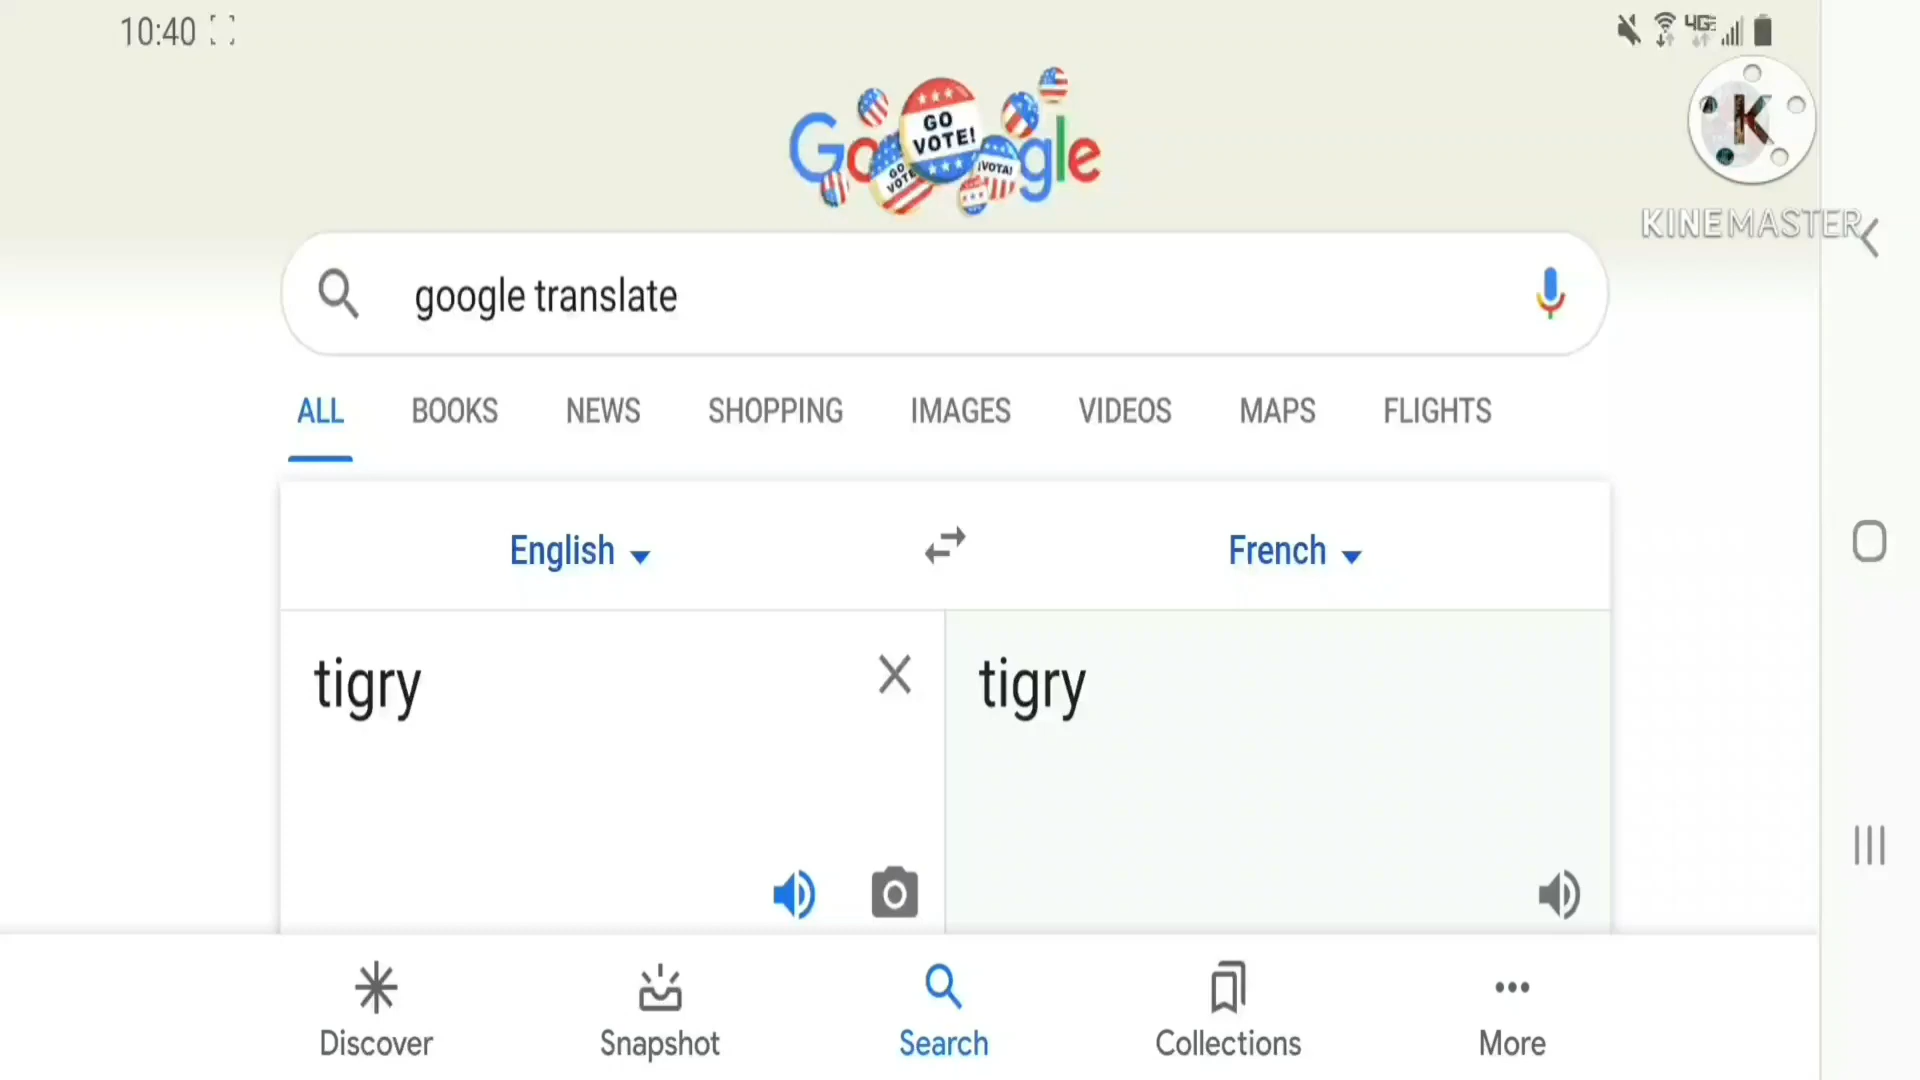 10:40
4GE
Google
GO VOTE!
GO VOTE
¡VOTA!
K
KINEMASTER
google translate
ALL BOOKS NEWS SHOPPING IMAGES VIDEOS MAPS FLIGHTS
English French
tigry tigry
Discover Snapshot Search Collections More